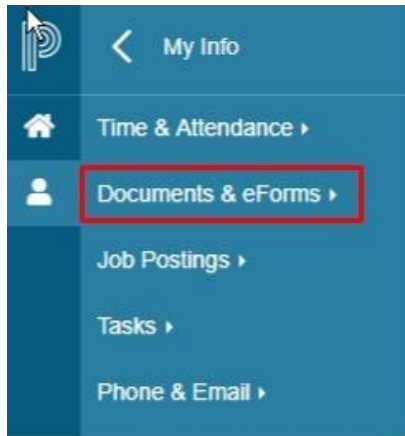 My Info
Time & Attendance
Documents & eForms
Job Postings
Tasks
Phone & Email